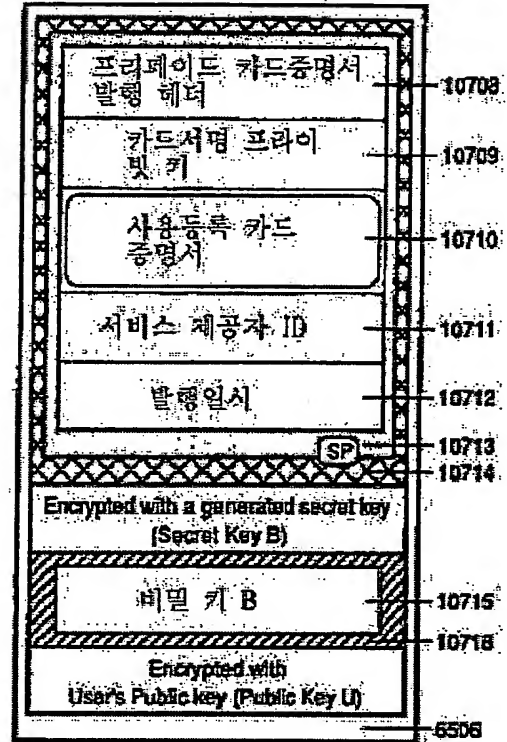 프리페이드 카드증명서
발행 헤더
10708
카드서명 프라이
빗 키
10709
사용등록 카드
증명서
10710
서비스 제공자 ID
10711
발행일시
10712
SP
10713
10714
Encrypted with a generated secret key
(Secret Key B)
비밀 키 B
10715
10716
Encrypted with
User's Public key (Public Key U)
6506